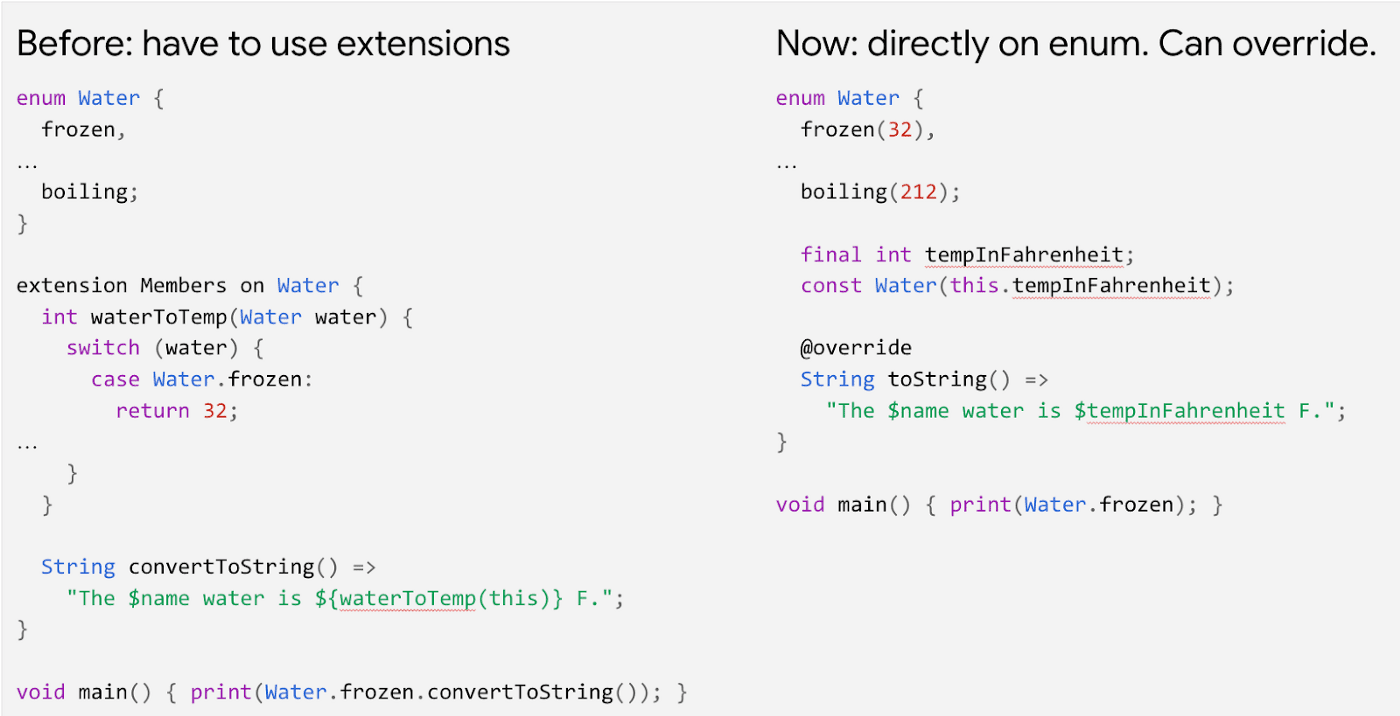 Before: have to use extensions
enum Water {
  frozen,
...
  boiling;
}

extension Members on Water {
  int waterToTemp(Water water) {
    switch (water) {
      case Water.frozen:
        return 32;
...
    }
  }

  String convertToString() =>
    "The $name water is ${waterToTemp(this)} F.";
}

void main() { print(Water.frozen.convertToString()); }
Now: directly on enum. Can override.
enum Water {
  frozen(32),
...
  boiling(212);

  final int tempInFahrenheit;
  const Water(this.tempInFahrenheit);

  @override
  String toString() =>
    "The $name water is $tempInFahrenheit F.";
}

void main() { print(Water.frozen); }